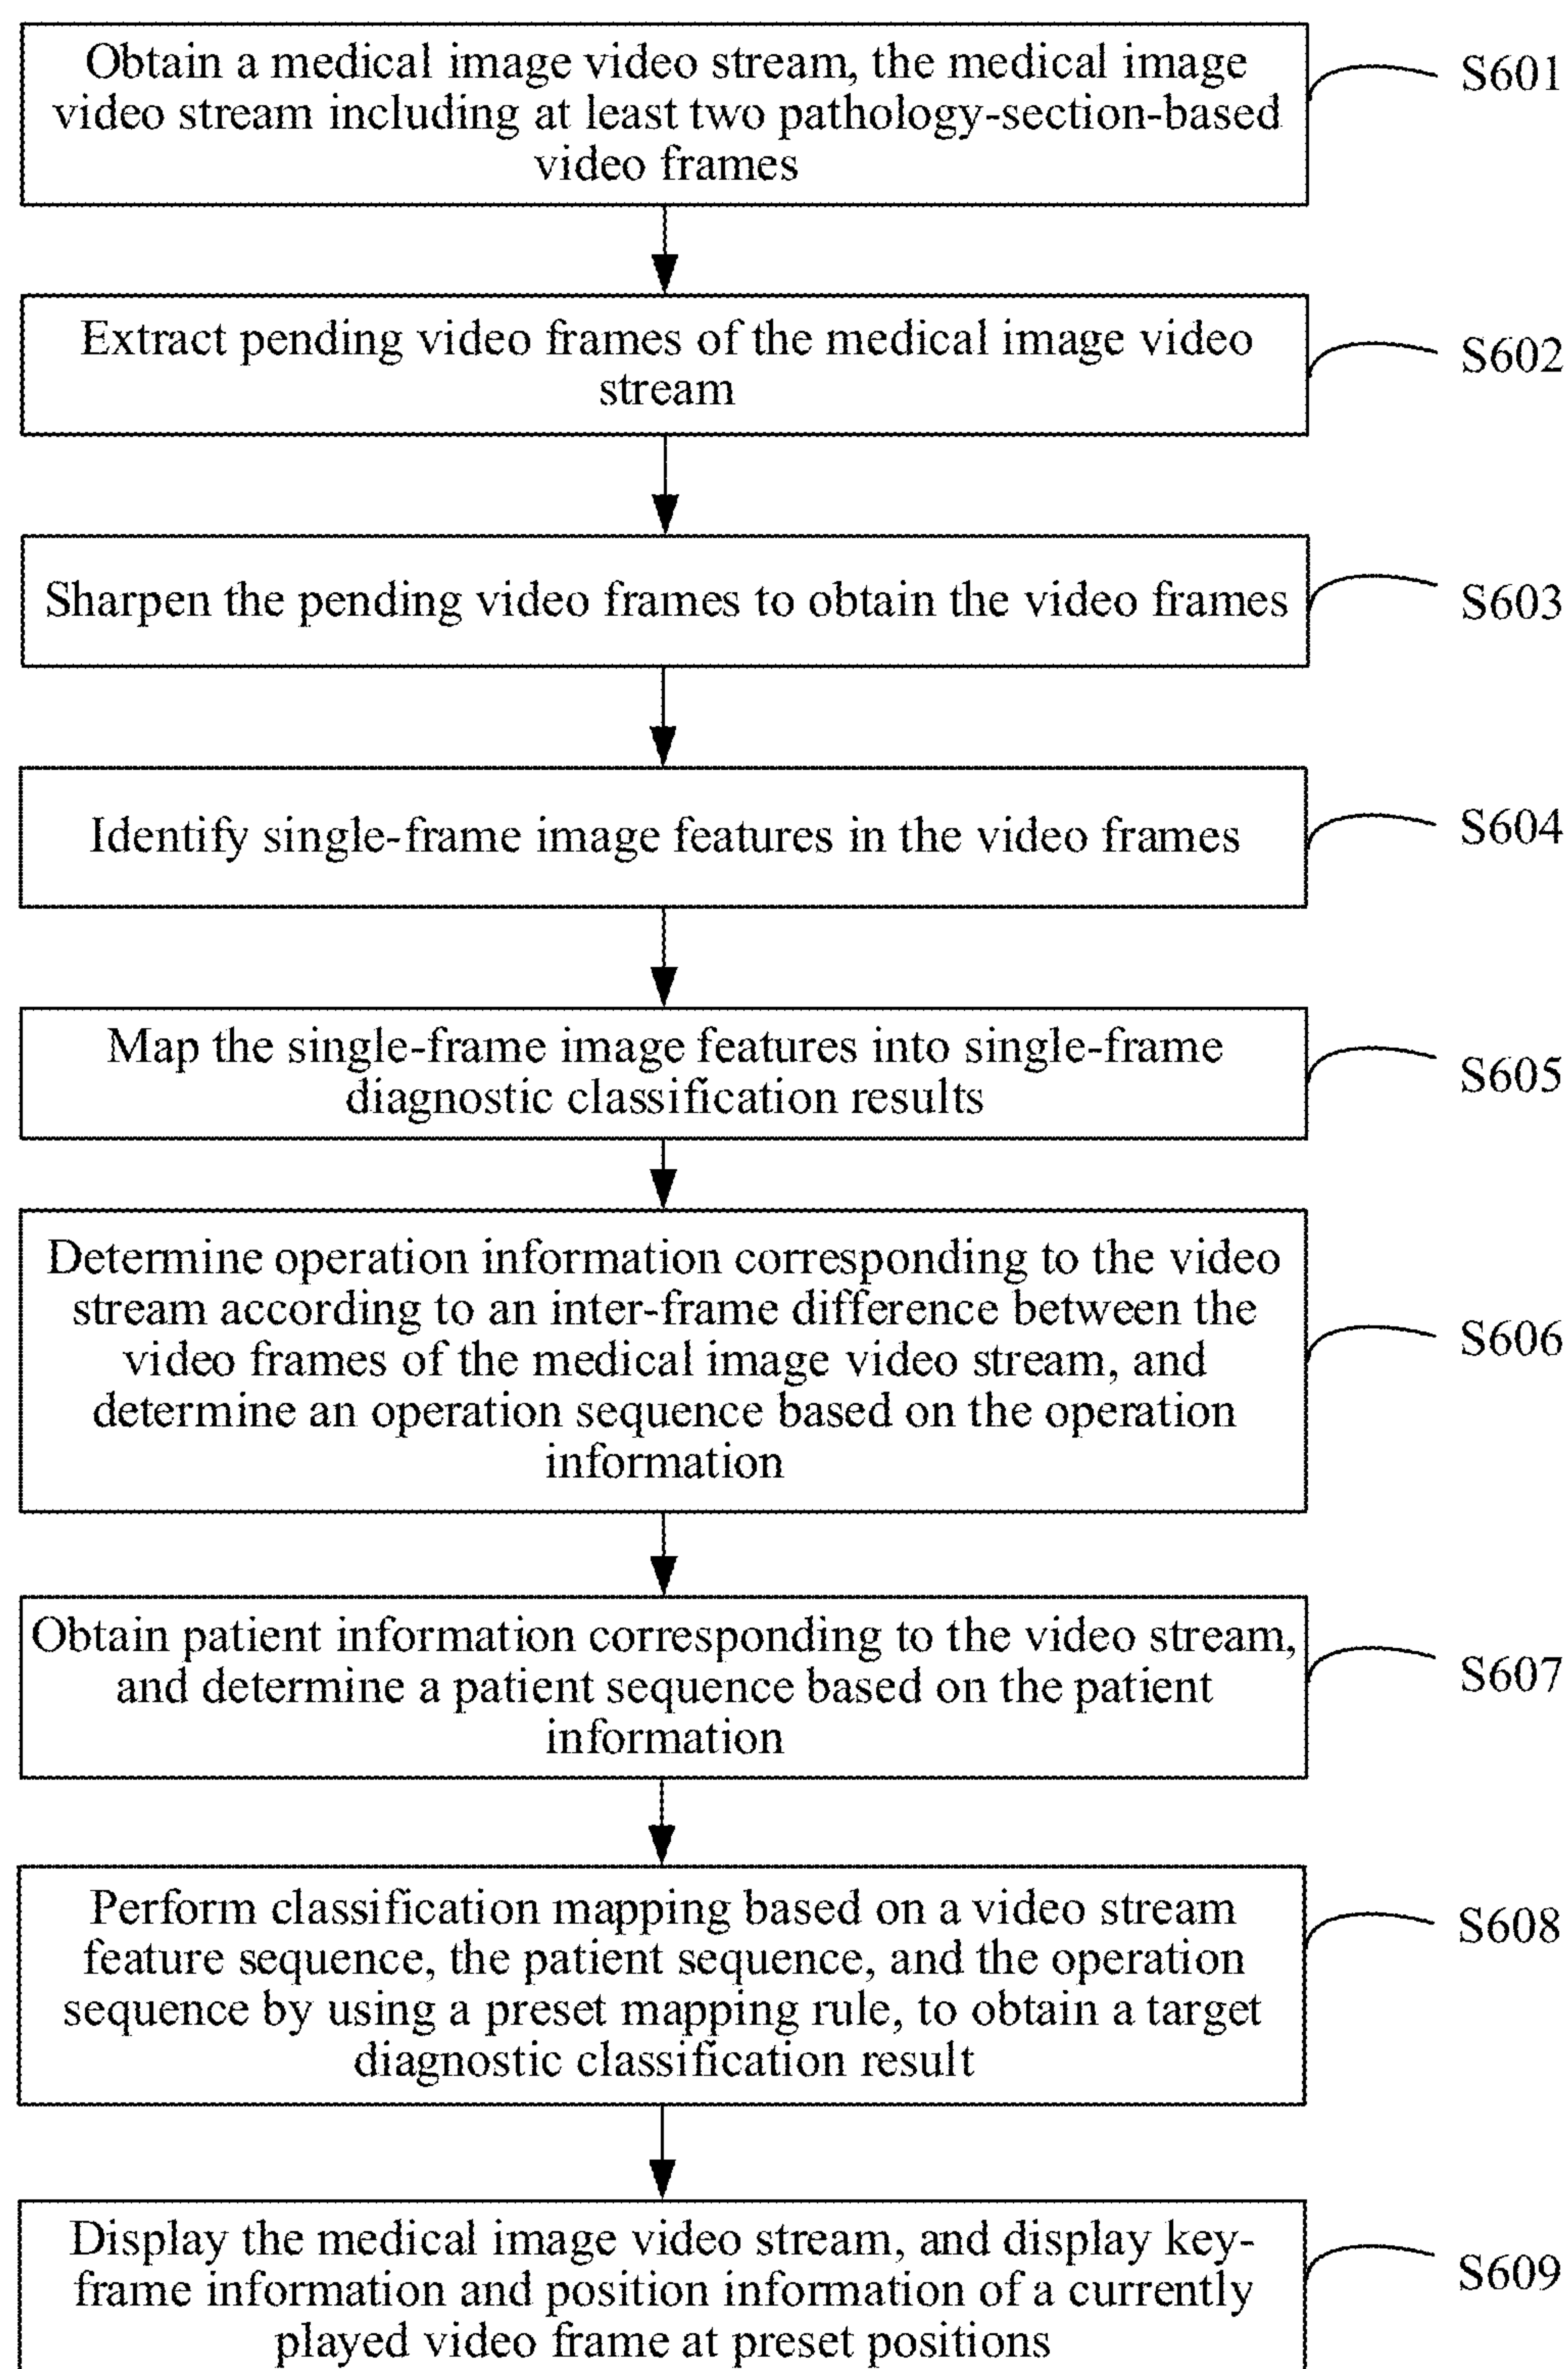 Obtain a medical image video stream, the medical image
video stream including at least two pathology-section-based
video frames
S601
Extract pending video frames of the medical image video
stream
S602
Sharpen the pending video frames to obtain the video frames
S603
Identify single-frame image features in the video frames
S604
Map the single-frame image features into single-frame
diagnostic classification results
S605
Determine operation information corresponding to the video
stream according to an inter-frame difference between the
video frames of the medical image video stream, and
determine an operation sequence based on the operation
information
S606
Obtain patient information corresponding to the video stream,
and determine a patient sequence based on the patient
information
S607
Perform classification mapping based on a video stream
feature sequence, the patient sequence, and the operation
sequence by using a preset mapping rule, to obtain a target
diagnostic classification result
S608
Display the medical image video stream, and display key-
frame information and position information of a currently
played video frame at preset positions
S609